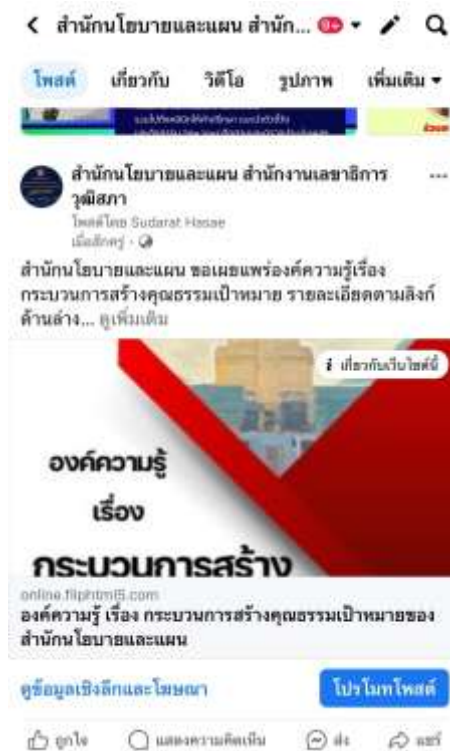 สำนักนโยบายและแผน สำนัก... 9+
โพสต์ เกี่ยวกับ วิดีโอ รูปภาพ เพิ่มเติม
สำนักนโยบายและแผน สำนักงานเลขาธิการ
วุฒิสภา
โพสต์โดย Sudarat Hasae
เมื่อสักครู่ ·
สำนักนโยบายและแผน ขอเผยแพร่องค์ความรู้เรื่อง
กระบวนการสร้างคุณธรรมเป้าหมาย รายละเอียดตามลิงก์
ด้านล่าง... ดูเพิ่มเติม
i เกี่ยวกับเว็บไซต์นี้
องค์ความรู้
เรื่อง
กระบวนการสร้าง
online.fliphtml5.com
องค์ความรู้ เรื่อง กระบวนการสร้างคุณธรรมเป้าหมายของ
สำนักนโยบายและแผน
ดูข้อมูลเชิงลึกและโฆษณา โปรโมทโพสต์
ถูกใจ แสดงความคิดเห็น ส่ง แชร์